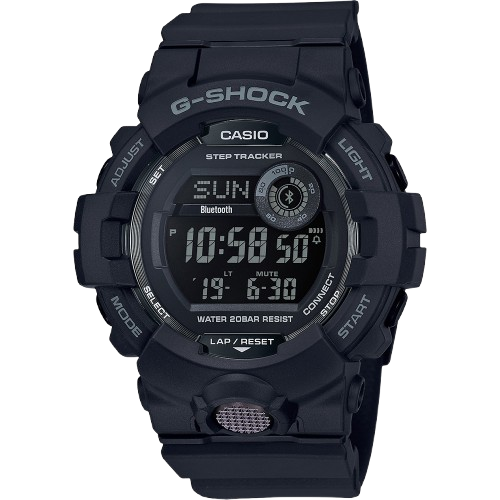 G-SHOCK
CASIO
STEP TRACKER
ADJUST
SET
LIGHT
100 P
SUN
Bluetooth
P 10:58 50
LT MUTE
'19- 6-30
SELECT
MODE
CONNECT
STOP
START
WATER 20BAR RESIST
LAP / RESET